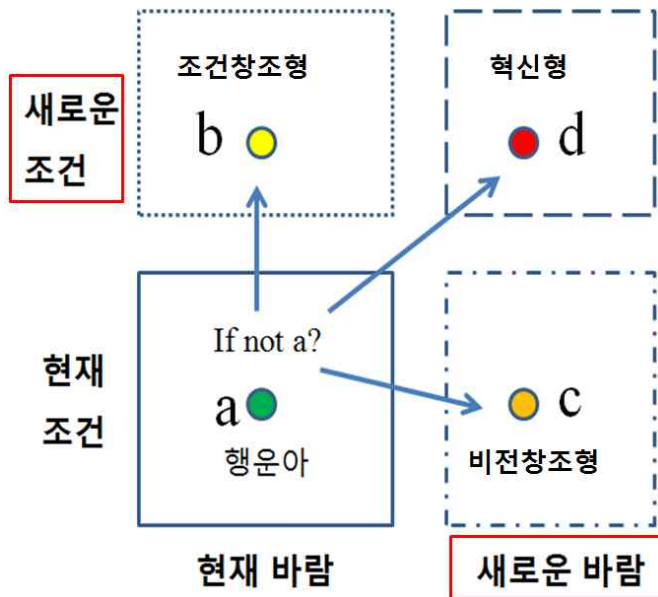 조건창조형
혁신형
새로운
조건
b
d
If not a?
현재
조건
a
c
행운아
비전창조형
현재 바람
새로운 바람